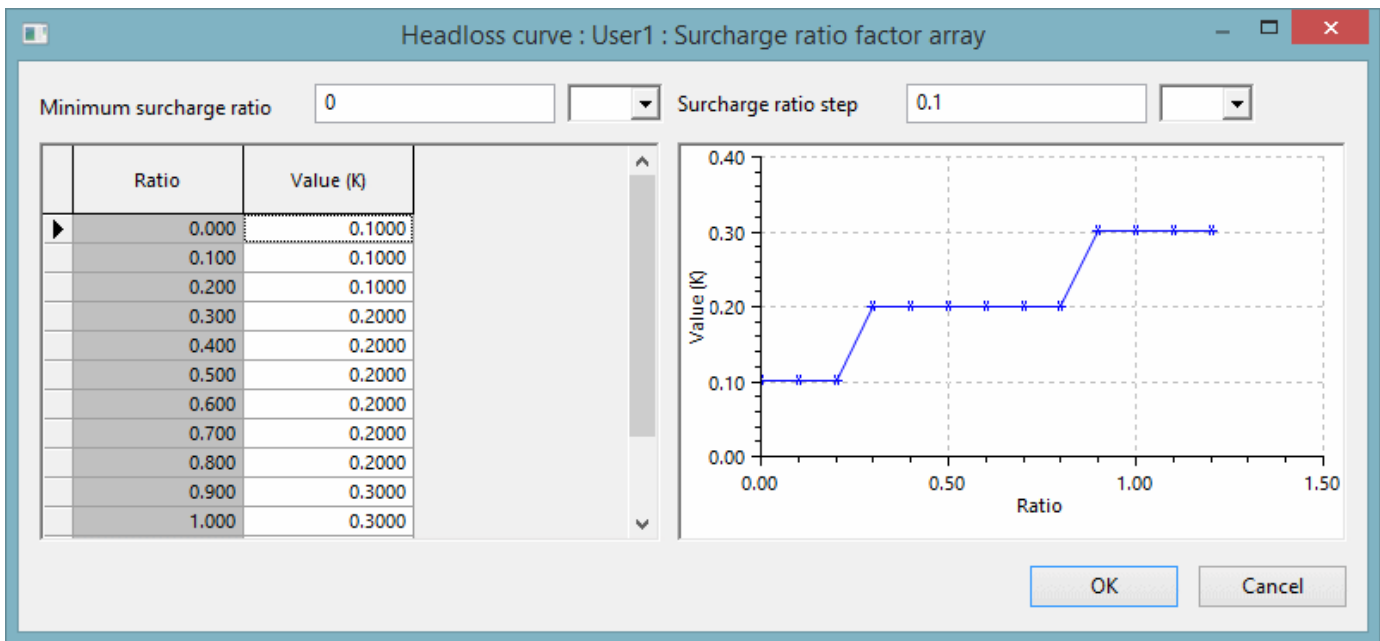 Headloss curve : User1 : Surcharge ratio factor array
Minimum surcharge ratio 0 Surcharge ratio step 0.1
Ratio Value (K)
0.000 0.1000
0.100 0.1000
0.200 0.1000
0.300 0.2000
0.400 0.2000
0.500 0.2000
0.600 0.2000
0.700 0.2000
0.800 0.2000
0.900 0.3000
1.000 0.3000
0.40
0.30
0.20
0.10
0.00
Value (K)
0.00 0.50 1.00 1.50
Ratio
OK Cancel